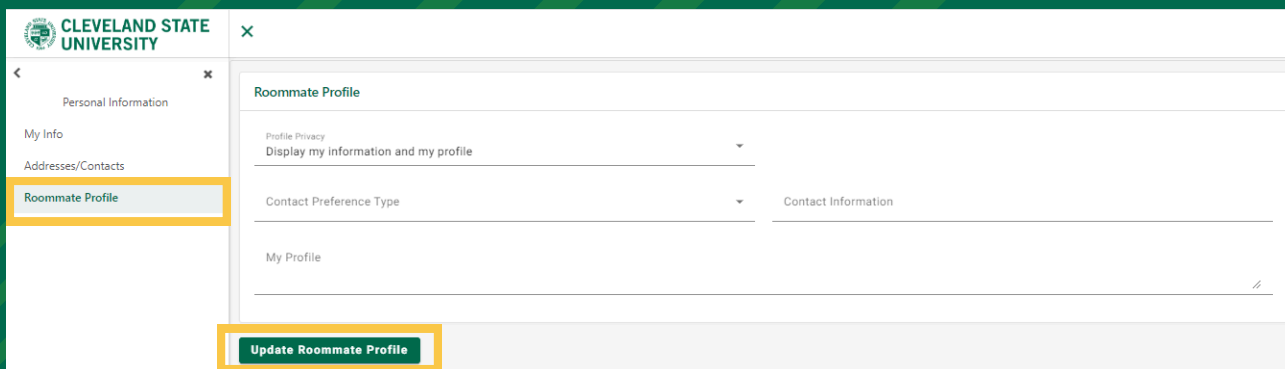 CLEVELAND STATE
UNIVERSITY
Personal Information
My Info
Addresses/Contacts
Roommate Profile
Roommate Profile
Profile Privacy
Display my information and my profile
Contact Preference Type
Contact Information
My Profile
Update Roommate Profile